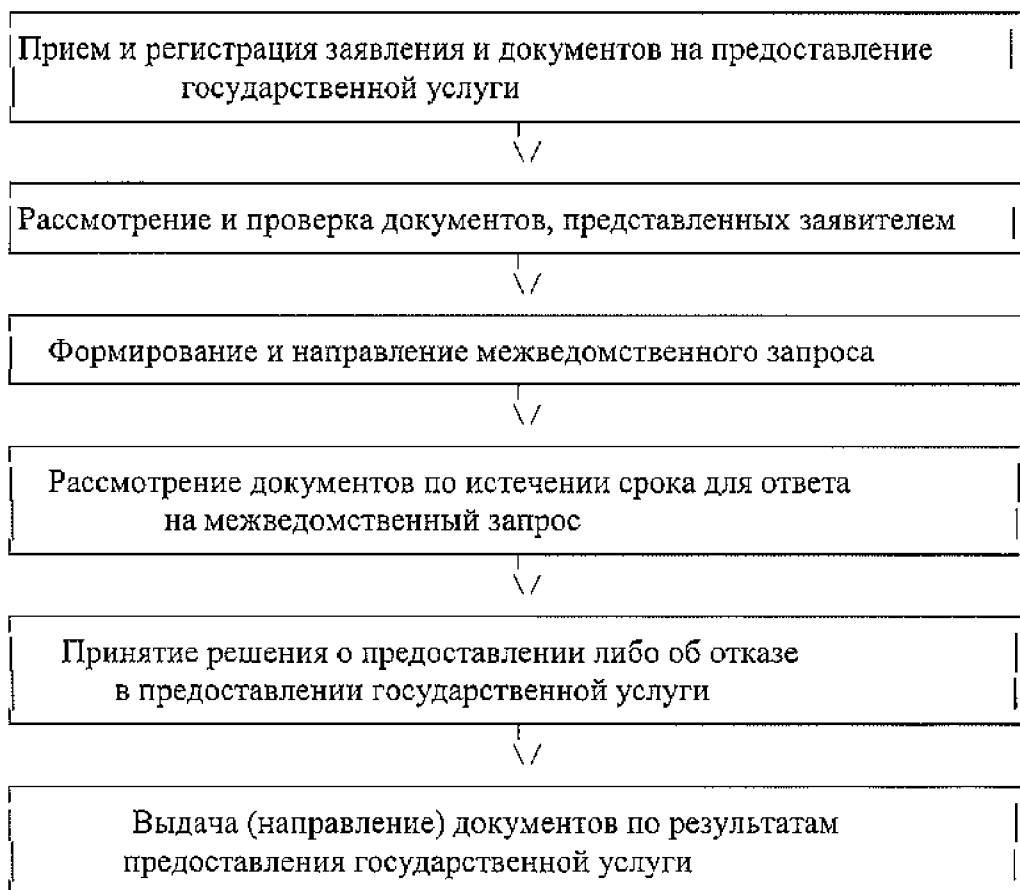 Прием и регистрация заявления и документов на предоставление
государственной услуги
Рассмотрение и проверка документов, представленных заявителем
Формирование и направление межведомственного запроса
Рассмотрение документов по истечении срока для ответа
на межведомственный запрос
Принятие решения о предоставлении либо об отказе
в предоставлении государственной услуги
Выдача (направление) документов по результатам
предоставления государственной услуги